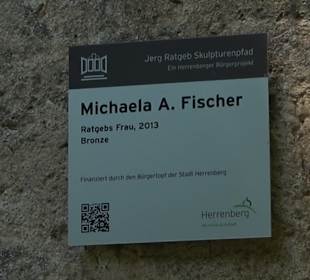 Jerg Ratgeb Skulpturenpfad
Ein Herrenberger Bürgerprojekt
Michaela A. Fischer
Ratgebs Frau, 2013
Bronze
Finanziert durch den Bürgertopf der Stadt Herrenberg
Herrenberg